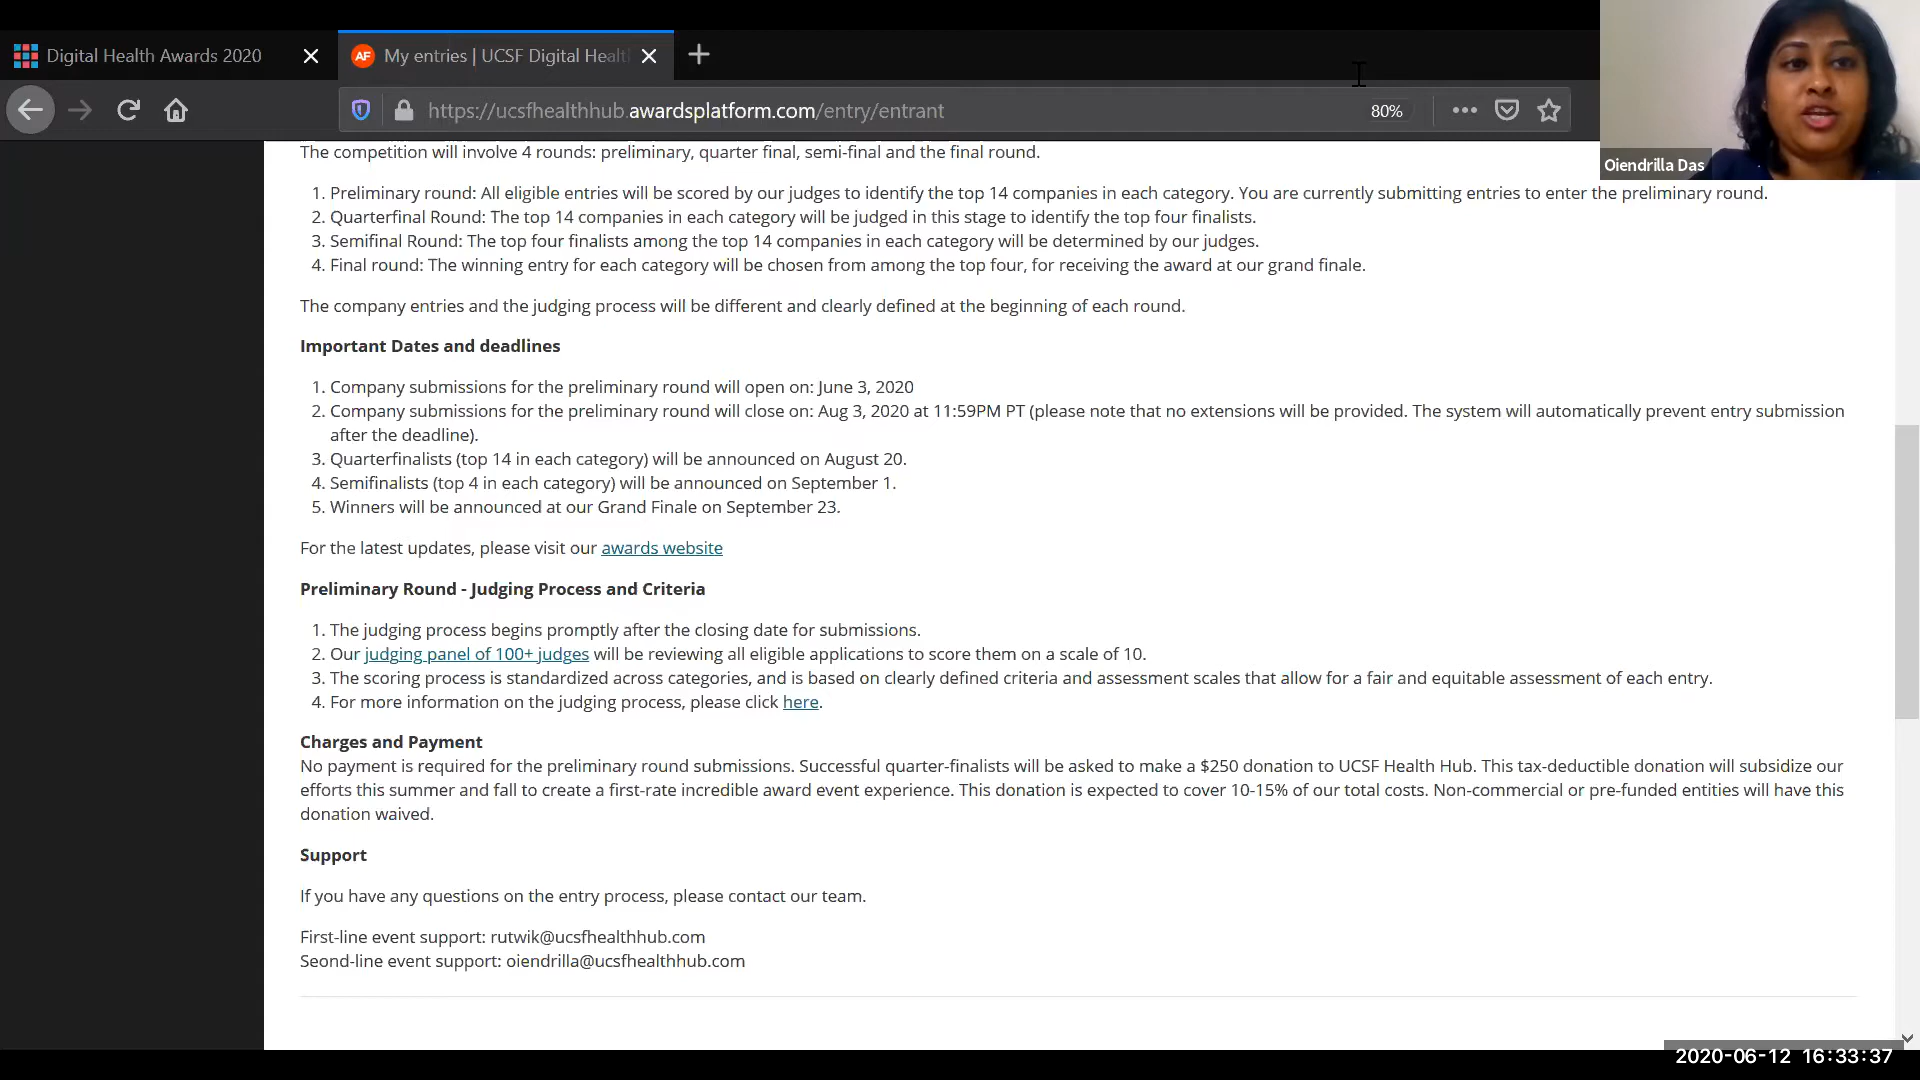 Digital Health Awards 2020
AF My entries | UCSF Digital Healt
https://ucsfhealthhub.awardsplatform.com/entry/entrant
80%
Oiendrilla Das
The competition will involve 4 rounds: preliminary, quarter final, semi-final and the final round.
1. Preliminary round: All eligible entries will be scored by our judges to identify the top 14 companies in each category. You are currently submitting entries to enter the preliminary round.
2. Quarterfinal Round: The top 14 companies in each category will be judged in this stage to identify the top four finalists.
3. Semifinal Round: The top four finalists among the top 14 companies in each category will be determined by our judges.
4. Final round: The winning entry for each category will be chosen from among the top four, for receiving the award at our grand finale.
The company entries and the judging process will be different and clearly defined at the beginning of each round.
Important Dates and deadlines
1. Company submissions for the preliminary round will open on: June 3, 2020
2. Company submissions for the preliminary round will close on: Aug 3, 2020 at 11:59PM PT (please note that no extensions will be provided. The system will automatically prevent entry submission
after the deadline).
3. Quarterfinalists (top 14 in each category) will be announced on August 20.
4. Semifinalists (top 4 in each category) will be announced on September 1.
5. Winners will be announced at our Grand Finale on September 23.
For the latest updates, please visit our awards website
Preliminary Round - Judging Process and Criteria
1. The judging process begins promptly after the closing date for submissions.
2. Our judging panel of 100+ judges will be reviewing all eligible applications to score them on a scale of 10.
3. The scoring process is standardized across categories, and is based on clearly defined criteria and assessment scales that allow for a fair and equitable assessment of each entry.
4. For more information on the judging process, please click here.
Charges and Payment
No payment is required for the preliminary round submissions. Successful quarter-finalists will be asked to make a $250 donation to UCSF Health Hub. This tax-deductible donation will subsidize our
efforts this summer and fall to create a first-rate incredible award event experience. This donation is expected to cover 10-15% of our total costs. Non-commercial or pre-funded entities will have this
donation waived.
Support
If you have any questions on the entry process, please contact our team.
First-line event support: rutwik@ucsfhealthhub.com
Seond-line event support: oiendrilla@ucsfhealthhub.com
2020-06-12 16:33:37